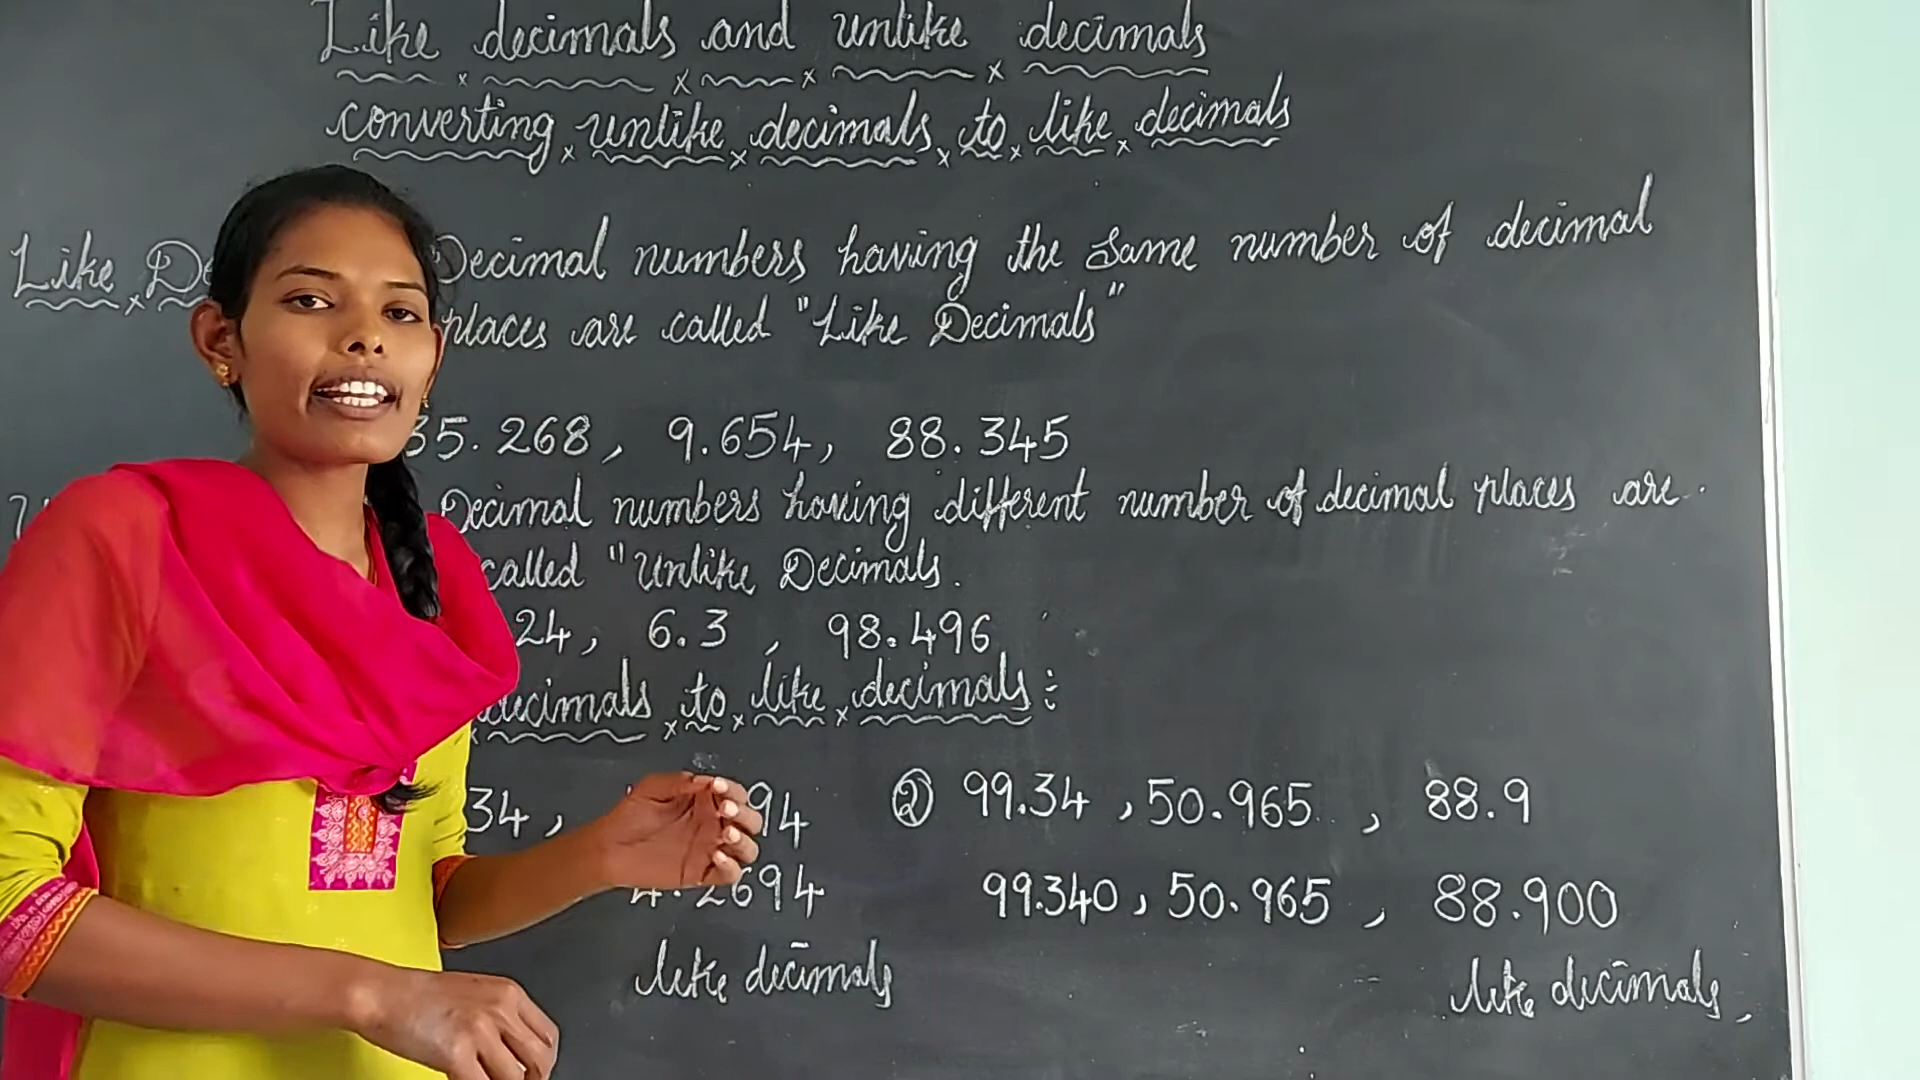 Like decimals and unlike decimals
converting unlike decimals to like decimals
Like Decimal numbers having the same number of decimal
places are called "Like Decimals"
35.268, 9.654, 88.345
Decimal numbers having different number of decimal places are.
called "Unlike Decimals.
24, 6.3, 98.496
decimals to like decimals:
34, 94 ② 99.34, 50.965, 88.9
4.2694 99.340, 50.965, 88.900
like decimals like decimals,